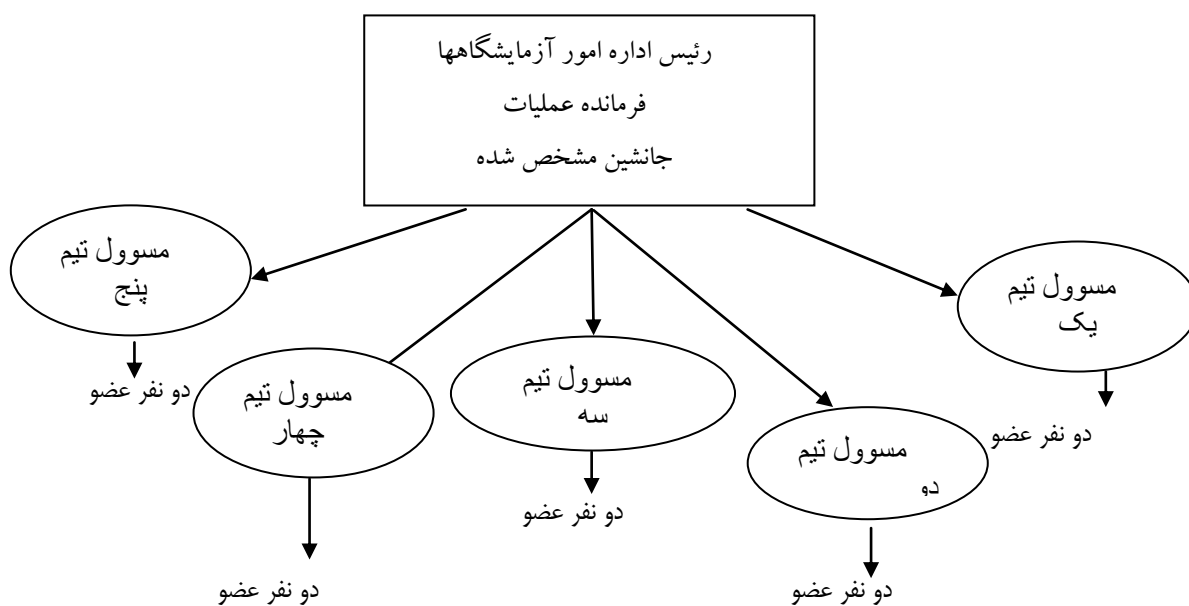 رئیس اداره امور آزمایشگاهها
فرمانده عملیات
جانشین مشخص شده
مسوول تیم
یک
دو نفر عضو
مسوول تیم
دو
دو نفر عضو
مسوول تیم
سه
دو نفر عضو
مسوول تیم
چهار
دو نفر عضو
مسوول تیم
پنج
دو نفر عضو